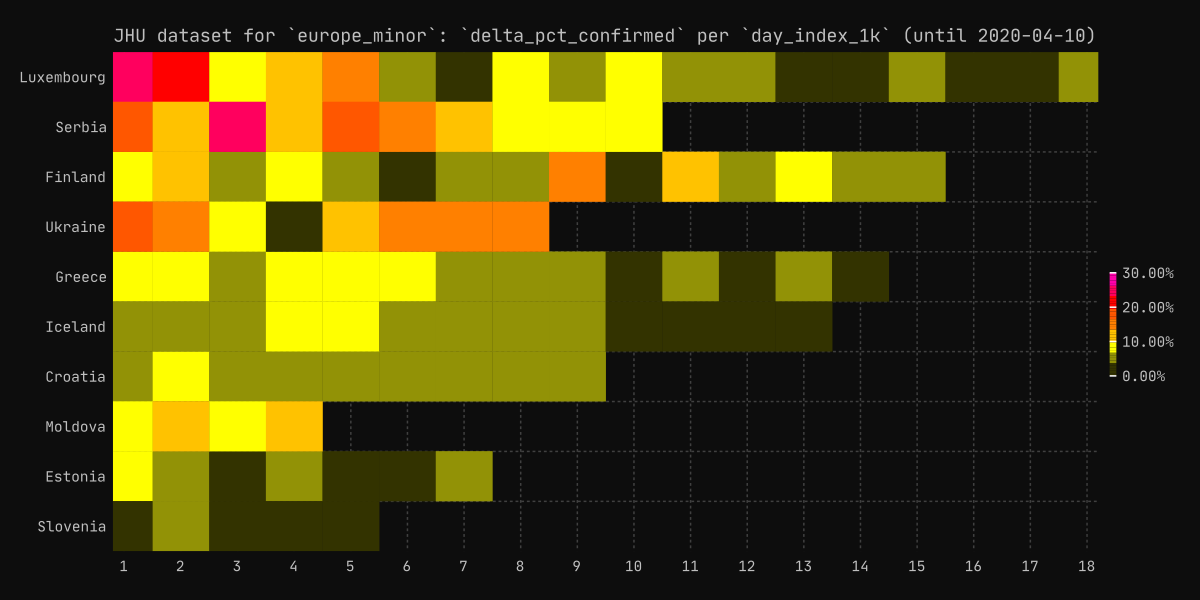 JHU dataset for `europe_minor`: `delta_pct_confirmed` per `day_index_1k` (until 2020-04-10)
Luxembourg
Serbia
Finland
Ukraine
Greece
Iceland
Croatia
Moldova
Estonia
Slovenia
30.00%
20.00%
10.00%
0.00%
1 2 3 4 5 6 7 8 9 10 11 12 13 14 15 16 17 18